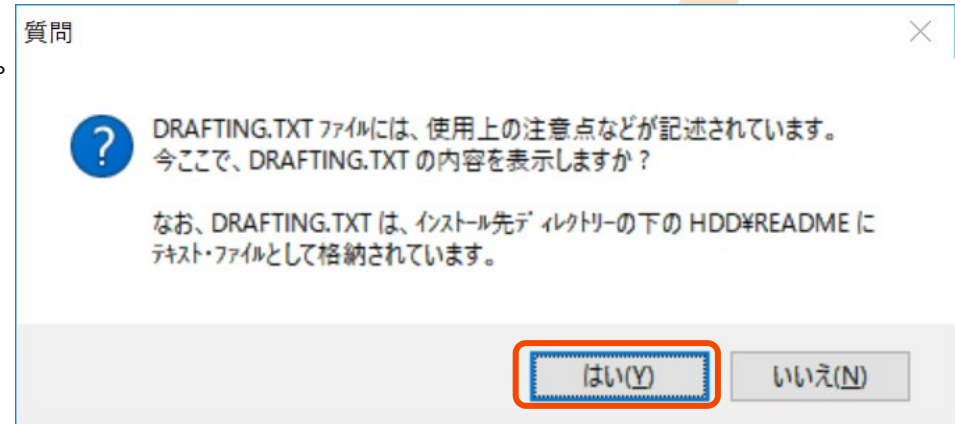 質問
。
DRAFTING.TXT ﾌｧｲﾙには、使用上の注意点などが記述されています。
今ここで、DRAFTING.TXT の内容を表示しますか？
なお、DRAFTING.TXT は、ｲﾝｽﾄｰﾙ先ﾃﾞｨﾚｸﾄﾘｰの下の HDD¥README に
ﾃｷｽﾄ･ﾌｧｲﾙとして格納されています。
はい(Y)
いいえ(N)